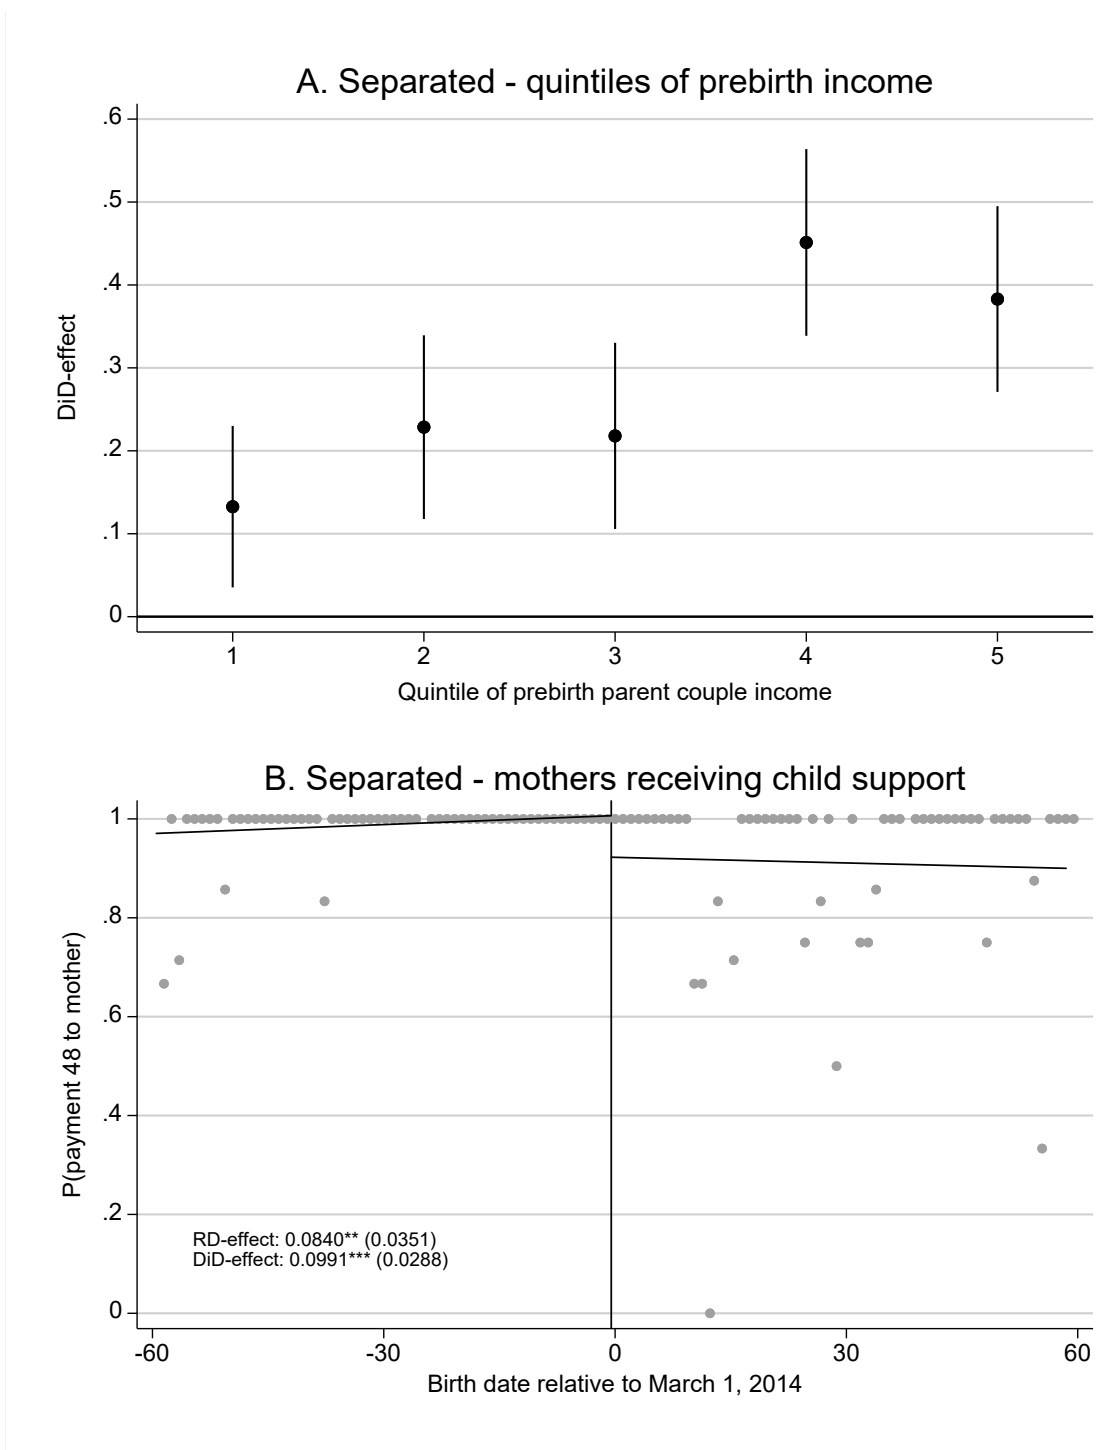 A. Separated - quintiles of prebirth income
.6
.5
.4
.3
.2
.1
0
DiD-effect
1 2 3 4 5
Quintile of prebirth parent couple income
B. Separated - mothers receiving child support
1
.8
.6
.4
.2
0
P(payment 48 to mother)
RD-effect: 0.0840** (0.0351)
DiD-effect: 0.0991*** (0.0288)
-60 -30 0 30 60
Birth date relative to March 1, 2014